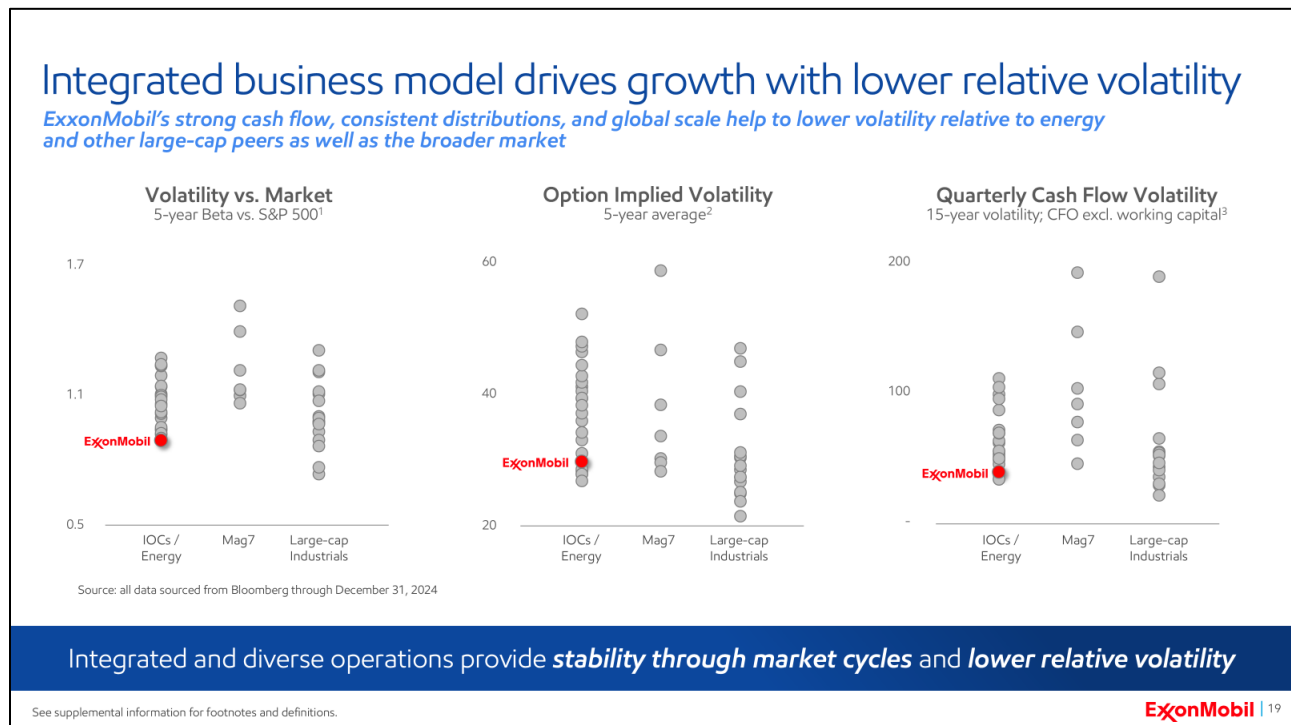 Integrated business model drives growth with lower relative volatility
ExxonMobil's strong cash flow, consistent distributions, and global scale help to lower volatility relative to energy
and other large-cap peers as well as the broader market
Volatility vs. Market
5-year Beta vs. S&P 500¹
1.7
1.1
0.5
ExxonMobil
IOCs /
Energy
Mag7
Large-cap
Industrials
Option Implied Volatility
5-year average²
60
40
20
ExxonMobil
IOCs /
Energy
Mag7
Large-cap
Industrials
Quarterly Cash Flow Volatility
15-year volatility; CFO excl. working capital³
200
100
-
ExxonMobil
IOCs /
Energy
Mag7
Large-cap
Industrials
Source: all data sourced from Bloomberg through December 31, 2024
Integrated and diverse operations provide stability through market cycles and lower relative volatility
See supplemental information for footnotes and definitions.
ExxonMobil | 19